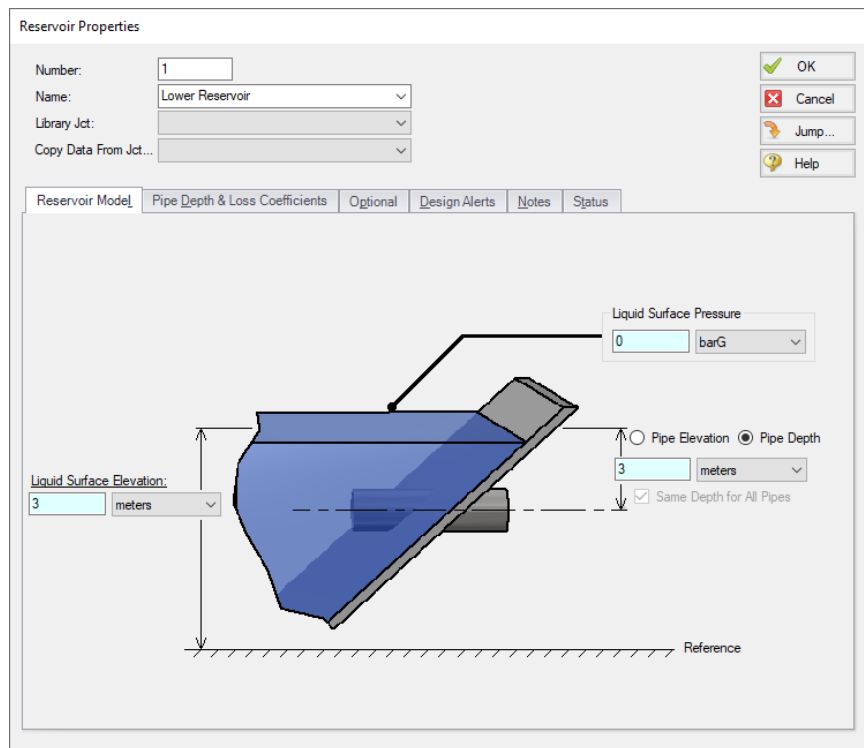 Reservoir Properties
Number:
1
Name:
Lower Reservoir
Library Jct:
Copy Data From Jct...
OK
Cancel
Jump...
Help
Reservoir Model
Pipe Depth & Loss Coefficients
Optional
Design Alerts
Notes
Status
Liquid Surface Pressure
0
barG
Pipe Elevation
Pipe Depth
3
meters
Same Depth for All Pipes
Liquid Surface Elevation:
3
meters
Reference